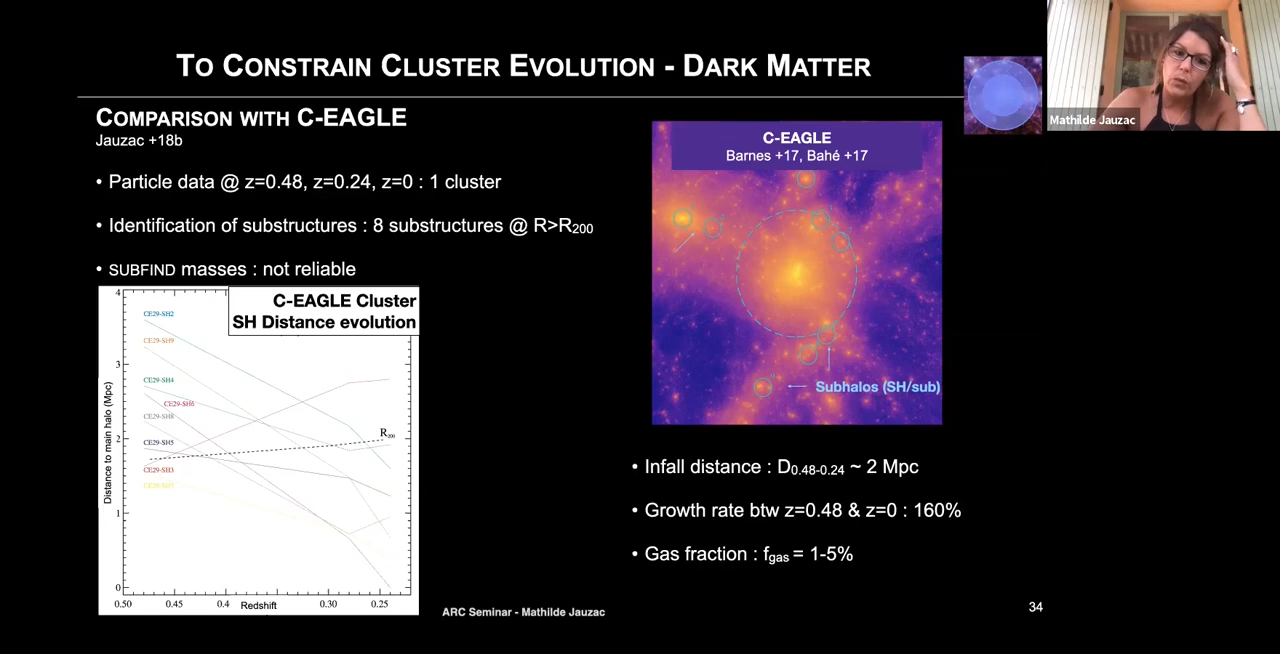 TO CONSTRAIN CLUSTER EVOLUTION - DARK MATTER
Mathilde Jauzac
COMPARISON WITH C-EAGLE
Jauzac +18b
• Particle data @ z=0.48, z=0.24, z=0 : 1 cluster
• Identification of substructures : 8 substructures @ R>R200
• SUBFIND masses : not reliable
C-EAGLE Cluster
SH Distance evolution
Distance to main halo (Mpc)
4
3
2
1
0
CE29-SH2
CE29-SH9
CE29-SH4
CE29-SH6
CE29-SH8
CE29-SH5
CE29-SH3
R200
0.50
0.45
0.4
Redshift
0.30
0.25
C-EAGLE
Barnes +17, Bahé +17
Subhalos (SH/sub)
• Infall distance : D0.48-0.24 ~ 2 Mpc
• Growth rate btw z=0.48 & z=0 : 160%
• Gas fraction : fgas = 1-5%
ARC Seminar - Mathilde Jauzac
34